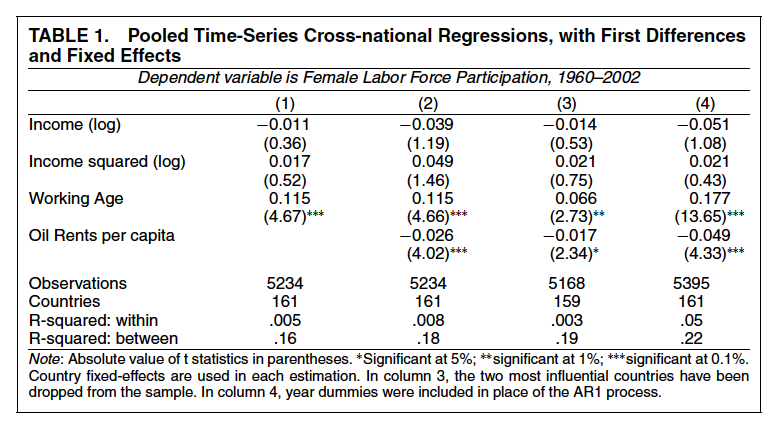 TABLE 1. Pooled Time-Series Cross-national Regressions, with First Differences
and Fixed Effects
Dependent variable is Female Labor Force Participation, 1960–2002
(1) (2) (3) (4)
Income (log) −0.011 −0.039 −0.014 −0.051
(0.36) (1.19) (0.53) (1.08)
Income squared (log) 0.017 0.049 0.021 0.021
(0.52) (1.46) (0.75) (0.43)
Working Age 0.115 0.115 0.066 0.177
(4.67)*** (4.66)*** (2.73)** (13.65)***
Oil Rents per capita −0.026 −0.017 −0.049
(4.02)*** (2.34)* (4.33)***
Observations 5234 5234 5168 5395
Countries 161 161 159 161
R-squared: within .005 .008 .003 .05
R-squared: between .16 .18 .19 .22
Note: Absolute value of t statistics in parentheses. *Significant at 5%; **significant at 1%; ***significant at 0.1%.
Country fixed-effects are used in each estimation. In column 3, the two most influential countries have been
dropped from the sample. In column 4, year dummies were included in place of the AR1 process.